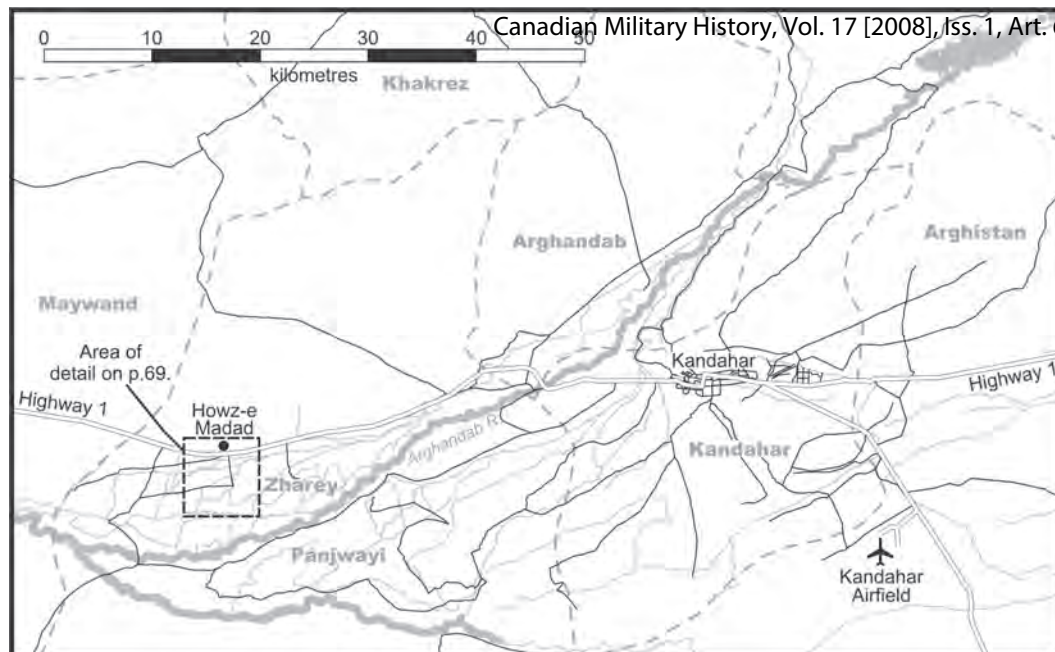 Canadian Military History, Vol. 17 [2008], Iss. 1, Art.
0 10 20 30 40 50
kilometres
Khakrez
Arghandab
Arghistan
Maywand
Area of
detail on p.69.
Kandahar
Highway 1
Highway 1
Howz-e
Madad
Arghandab R.
Kandahar
Zharey
Panjwayi
Kandahar
Airfield